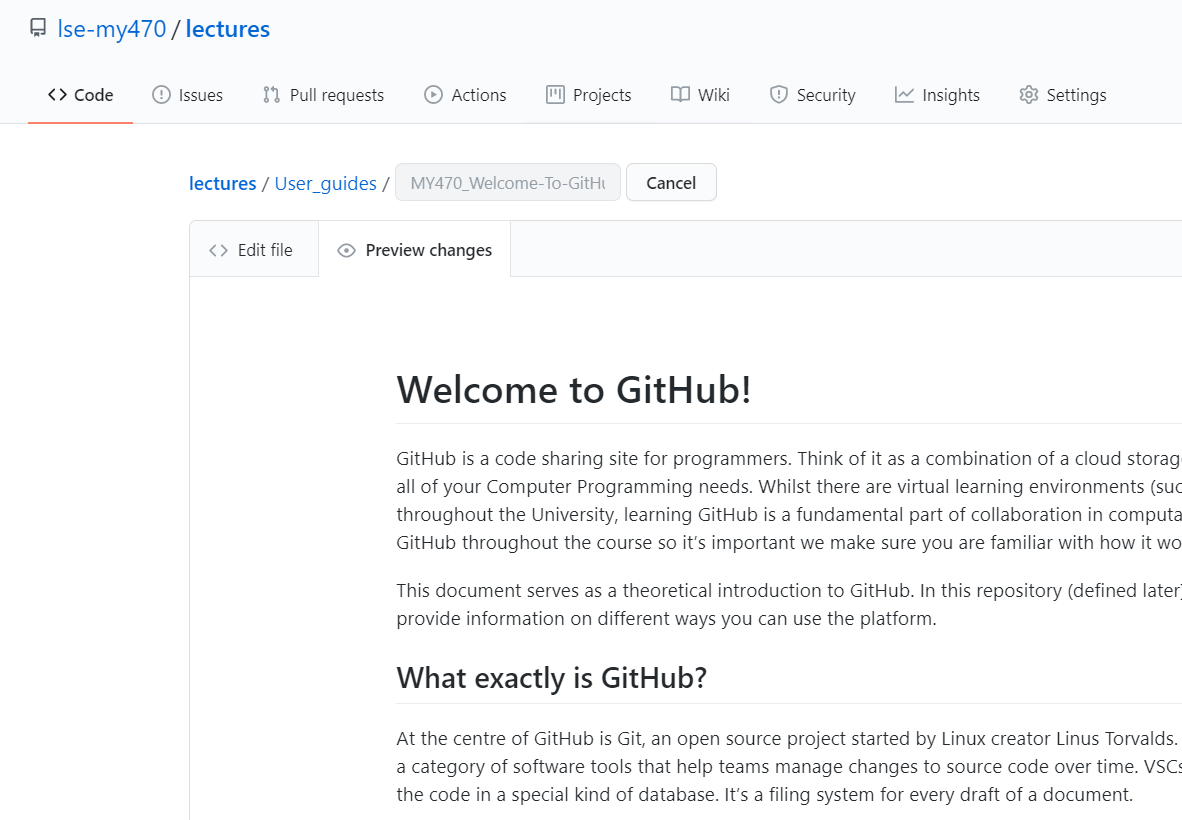 lse-my470 / lectures
Code Issues Pull requests Actions Projects Wiki Security Insights Settings
lectures / User_guides / MY470_Welcome-To-GitHu Cancel
Edit file Preview changes
Welcome to GitHub!
GitHub is a code sharing site for programmers. Think of it as a combination of a cloud storag
all of your Computer Programming needs. Whilst there are virtual learning environments (suc
throughout the University, learning GitHub is a fundamental part of collaboration in computa
GitHub throughout the course so it's important we make sure you are familiar with how it wo
This document serves as a theoretical introduction to GitHub. In this repository (defined later)
provide information on different ways you can use the platform.
What exactly is GitHub?
At the centre of GitHub is Git, an open source project started by Linux creator Linus Torvalds.
a category of software tools that help teams manage changes to source code over time. VSCs
the code in a special kind of database. It's a filing system for every draft of a document.